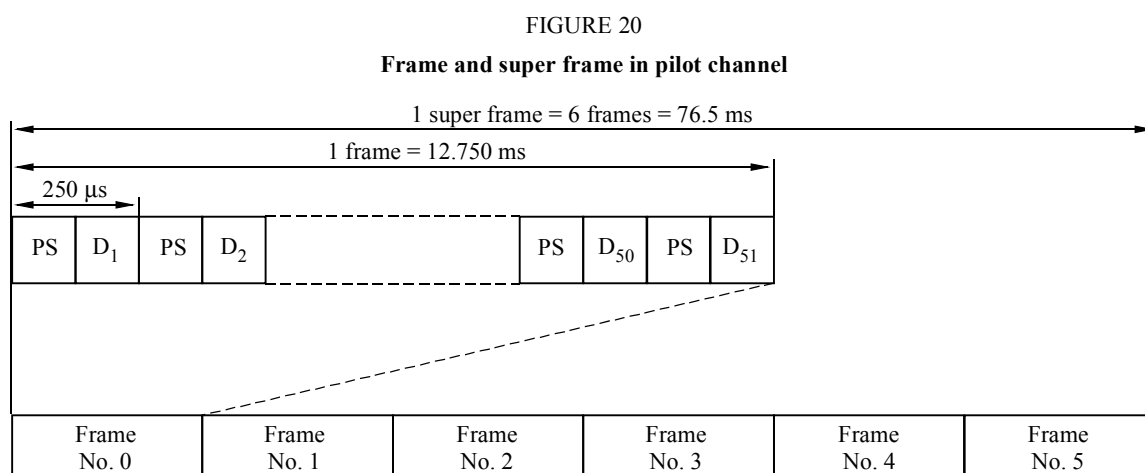 FIGURE 20
Frame and super frame in pilot channel
1 super frame = 6 frames = 76.5 ms
1 frame = 12.750 ms
250 µs
PS D₁ PS D₂ PS D₅₀ PS D₅₁
Frame No. 0
Frame No. 1
Frame No. 2
Frame No. 3
Frame No. 4
Frame No. 5